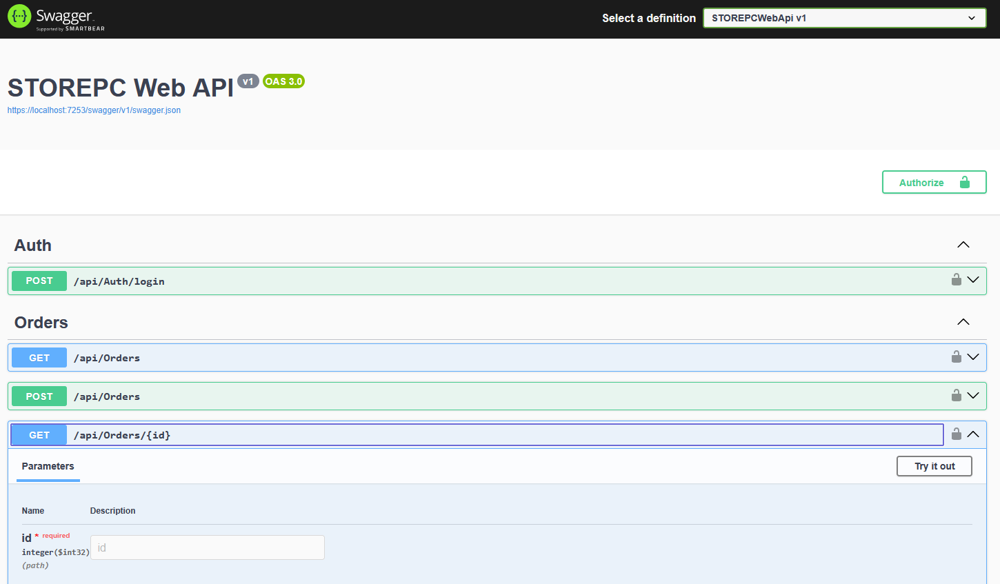 Swagger
Supported by SMARTBEAR
Select a definition
STOREPCWebApi v1
STOREPC Web API v1 OAS 3.0
https://localhost:7253/swagger/v1/swagger.json
Authorize
Auth
POST /api/Auth/login
Orders
GET /api/Orders
POST /api/Orders
GET /api/Orders/{id}
Parameters
Try it out
Name Description
id * required
integer($int32)
(path)
id